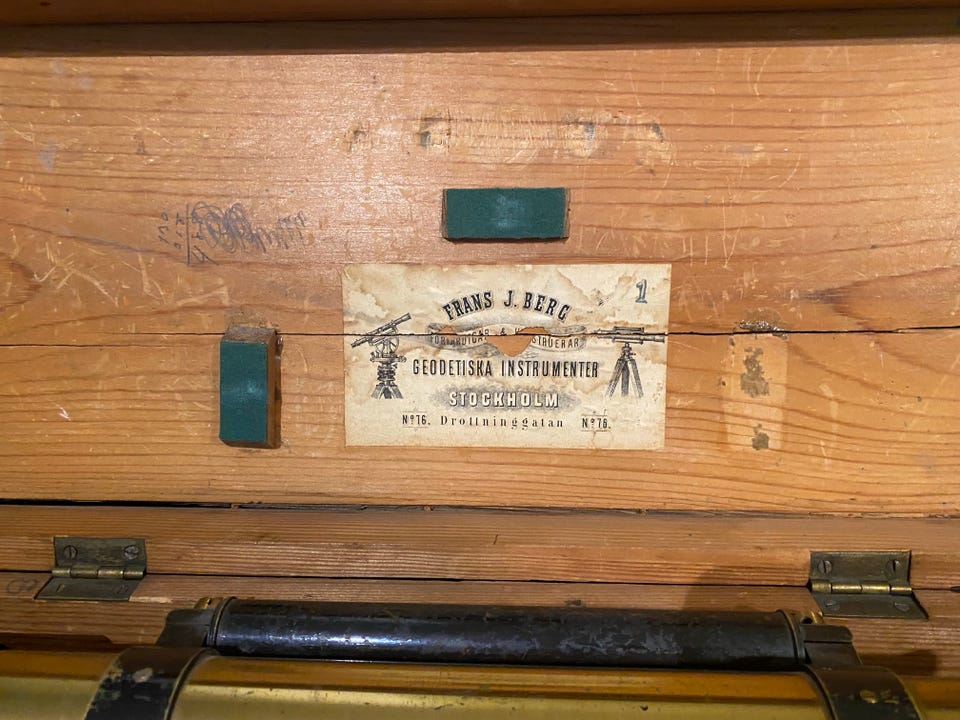 1
FRANS J. BERG
GEODETISKA INSTRUMENTER
STOCKHOLM
Nº76. Drottninggatan Nº76.